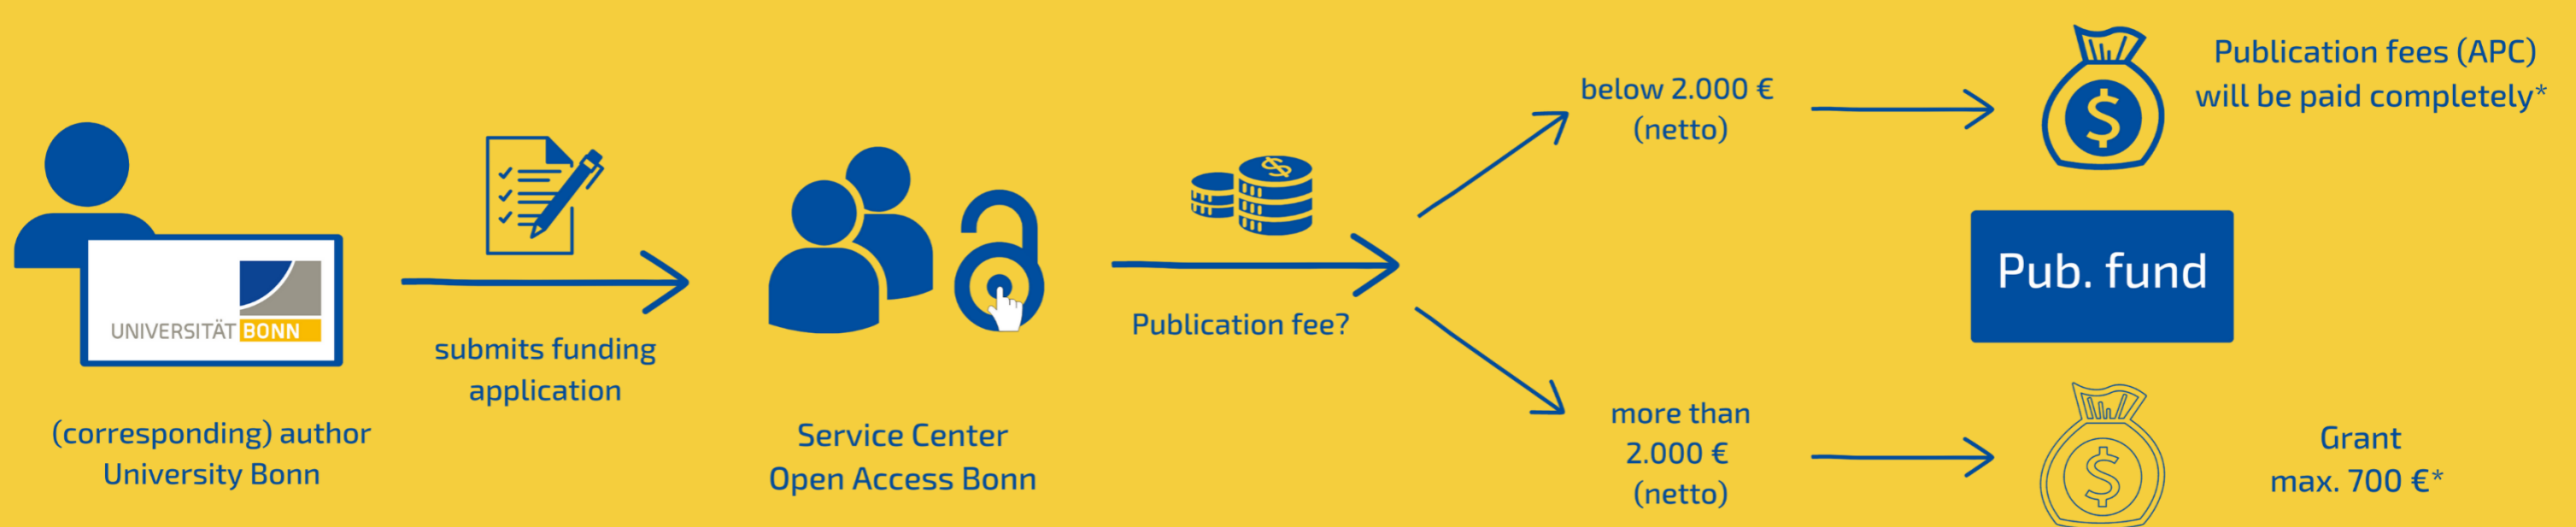 UNIVERSITÄT BONN
(corresponding) author
University Bonn
submits funding
application
Service Center
Open Access Bonn
Publication fee?
below 2.000 €
(netto)
Publication fees (APC)
will be paid completely*
Pub. fund
more than
2.000 €
(netto)
Grant
max. 700 €*